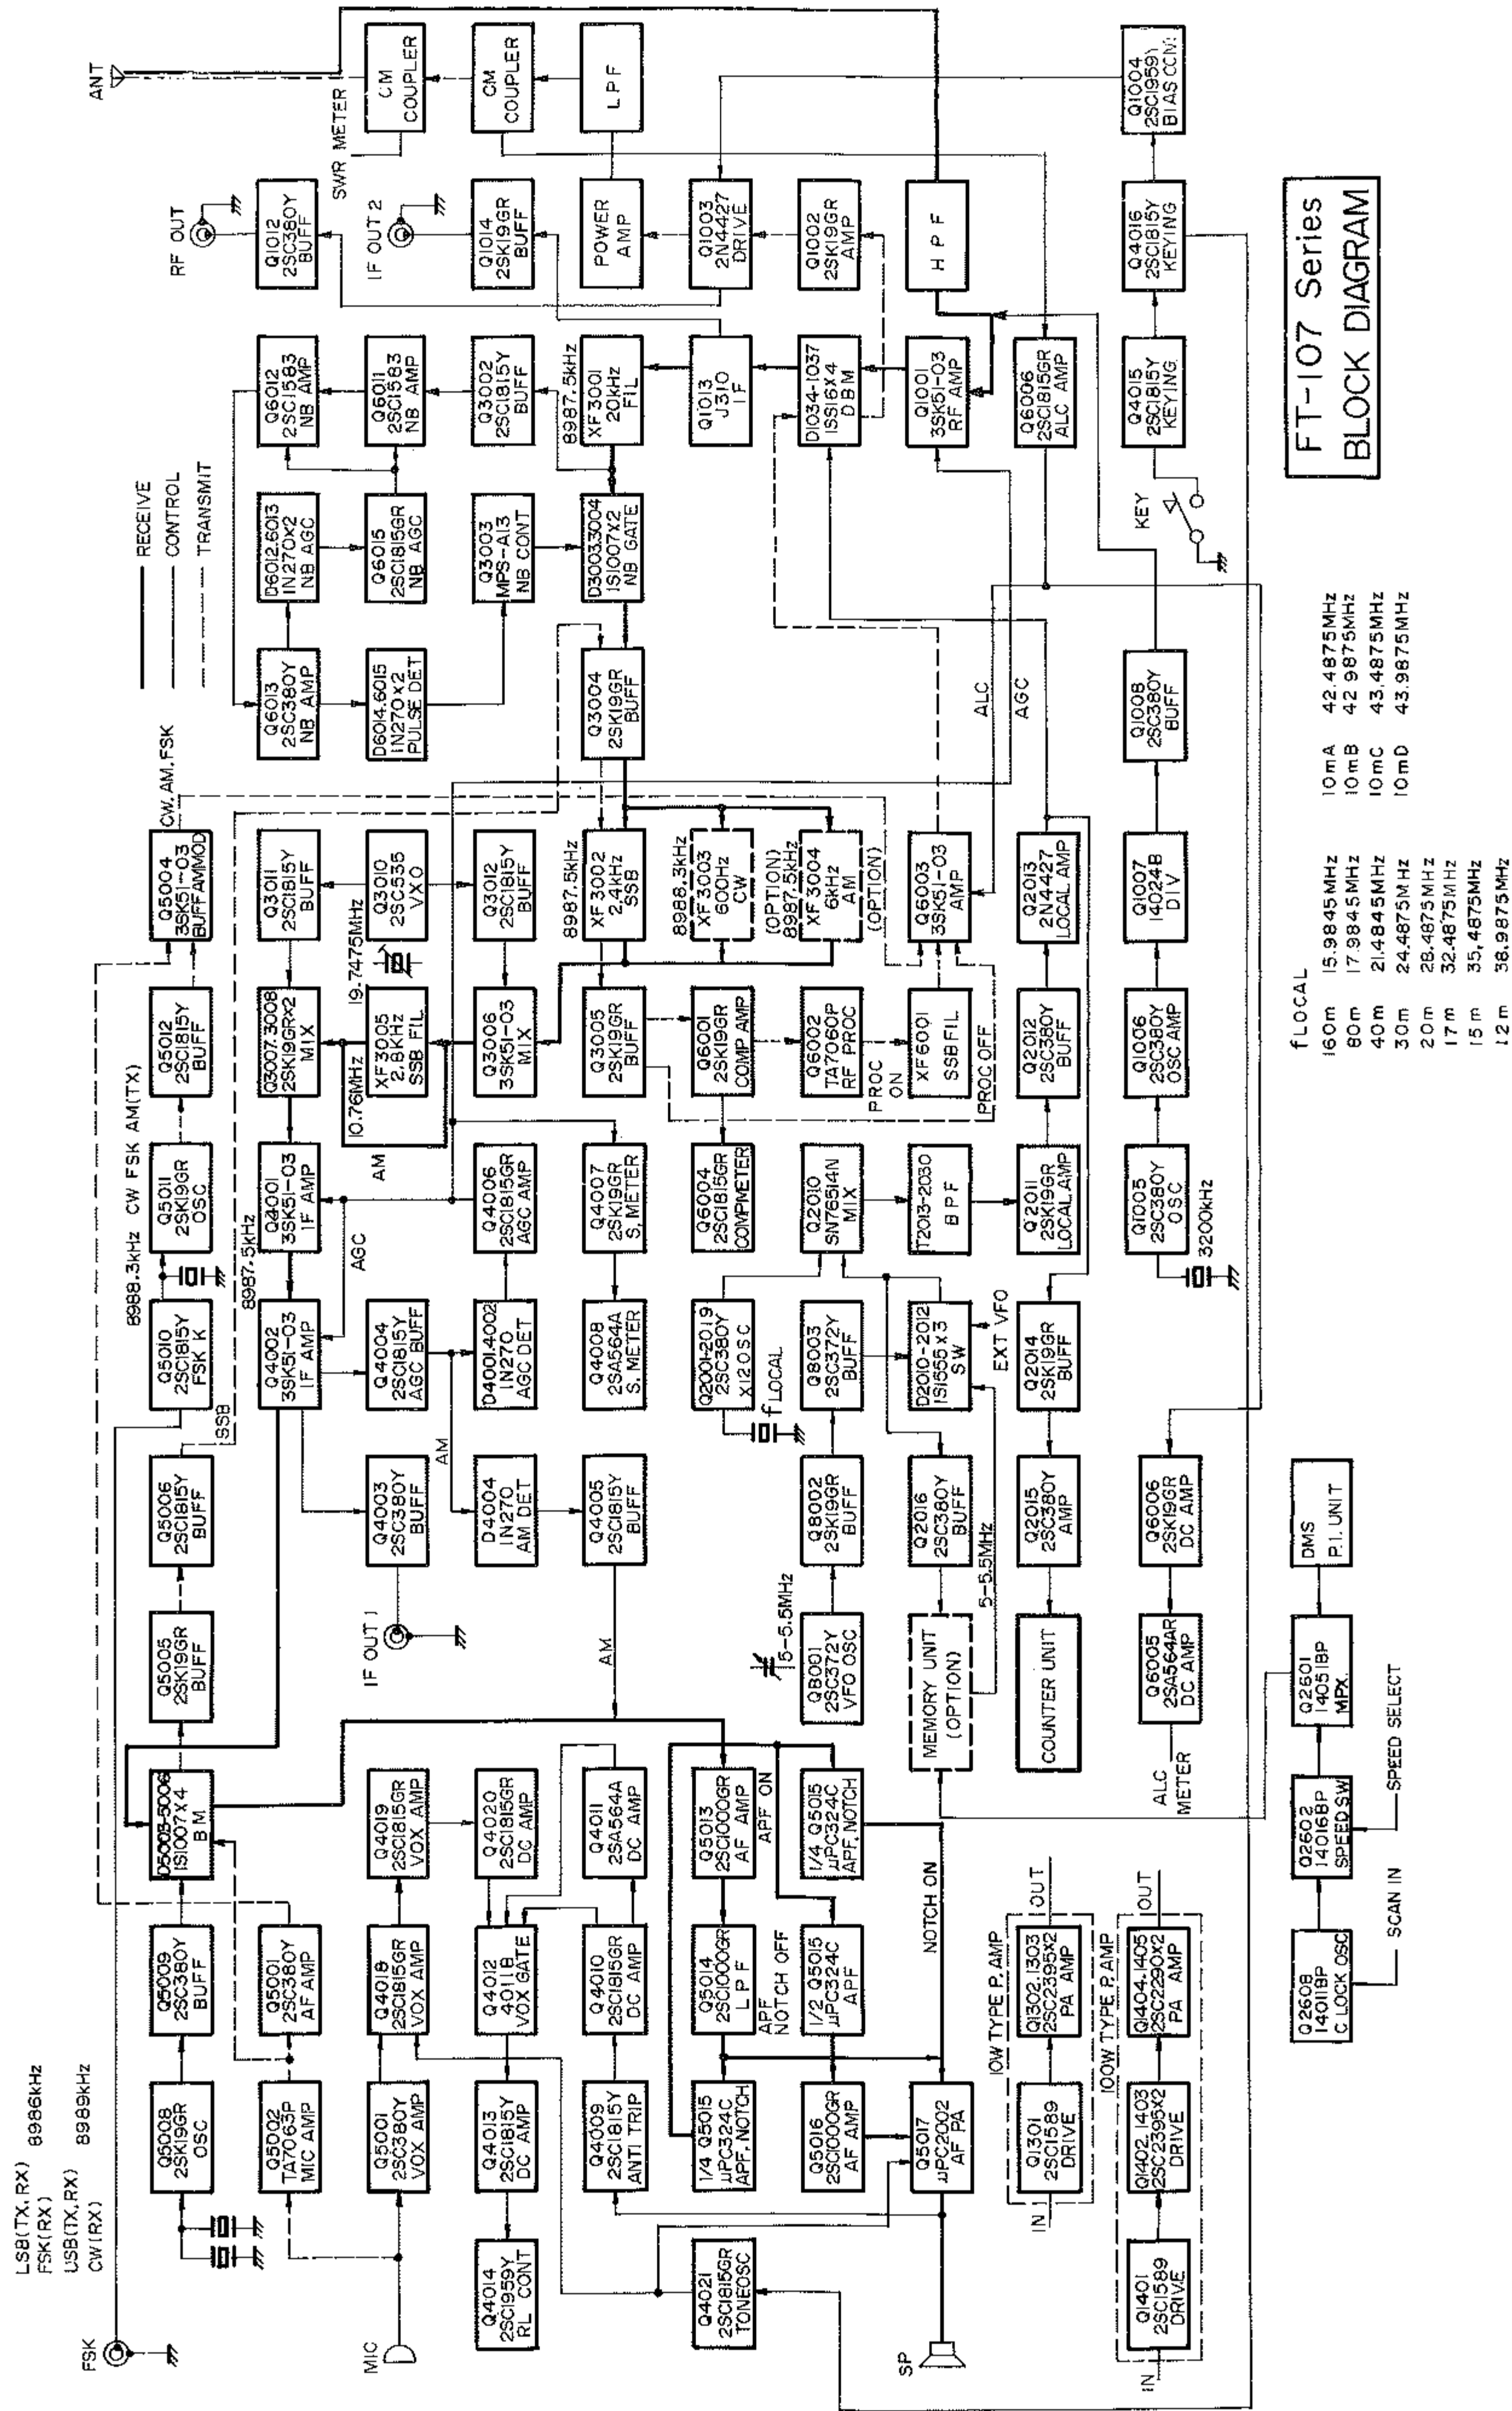 LSB(TX,RX) 8986kHz
FSK(RX)
USB(TX,RX) 8989kHz
CW(RX)
FSK
Q5008
2SK19GR
OSC
Q5009
2SC380Y
BUFF
D5003-5006
1S1007X4
B M
Q5005
2SK19GR
BUFF
Q5006
2SC1815Y
BUFF
SSB
Q5010
2SC1815Y
FSK K
8988.3kHz CW FSK AM(TX)
Q5011
2SK19GR
OSC
Q5012
2SC1815Y
BUFF
Q5004
3SK51-03
BUFFAMMOD
CW.AM.FSK
RECEIVE
CONTROL
TRANSMIT
RF OUT
ANT
Q5002
TA7063P
MIC AMP
Q5001
2SC380Y
AF AMP
8987.5kHz
Q4002
3SK51-03
IF AMP
Q4001
3SK51-03
IF AMP
Q3007.3008
2SK19GRX2
MIX
Q3011
2SC1815Y
BUFF
Q6013
2SC380Y
NB AMP
D6012.6013
1N270X2
NB AGC
Q6012
2SC1583
NB AMP
Q1012
2SC380Y
BUFF
SWR METER
MIC
Q5001
2SC380Y
VOX AMP
Q4018
2SC1815GR
VOX AMP
Q4019
2SC1815GR
VOX AMP
IF OUT 1
Q4003
2SC380Y
BUFF
Q4004
2SC1815Y
AGC BUFF
AGC
AM
10.76MHz
19.7475MHz
XF3005
2.8KHz
SSB FIL
Q3010
2SC535
VXO
D6014.6015
1N270X2
PULSE DET
Q6015
2SC1815GR
NB AGC
Q6011
2SC1583
NB AMP
IF OUT 2
CM
COUPLER
Q4014
2SC1959Y
RL CONT
Q4013
2SC1815Y
DC AMP
Q4012
4011B
VOX GATE
Q4020
2SC1815GR
DC AMP
AM
D4004
1N270
AM DET
D4001.4002
1N270
AGC DET
Q4006
2SC1815GR
AGC AMP
Q3006
3SK51-03
MIX
Q3012
2SC1815Y
BUFF
Q3003
MPS-A13
NB CONT
Q3002
2SC1815Y
BUFF
Q1014
2SK19GR
BUFF
CM
COUPLER
Q4009
2SC1815Y
ANTI TRIP
Q4010
2SC1815GR
DC AMP
Q4011
2SA564A
DC AMP
AM
Q4005
2SC1815Y
BUFF
Q4008
2SA564A
S. METER
Q4007
2SK19GR
S. METER
Q3005
2SK19GR
BUFF
8987.5kHz
XF3002
2.4kHz
SSB
Q3004
2SK19GR
BUFF
D3003.3004
1S1007X2
NB GATE
8987.5kHz
XF3001
20kHz
FIL
POWER
AMP
LPF
Q4021
2SC1815GR
TONEOSC
1/4 Q5015
µPC324C
APF.NOTCH
Q5014
2SC1000GR
L P F
Q5013
2SC1000GR
AF AMP
APF ON
APF
NOTCH OFF
5-5.5MHz
Q2001-2019
2SC380Y
X12OSC
fLOCAL
Q6004
2SC1815GR
COMPMETER
Q6001
2SK19GR
COMP AMP
8988.3kHz
XF3003
600Hz
CW
(OPTION)
Q1013
J310
IF
Q1003
2N4427
DRIVE
Q5016
2SC1000GR
AF AMP
1/2 Q5015
µPC324C
APF
1/4 Q5015
µPC324C
APF.NOTCH
Q8001
2SC372Y
VFO OSC
Q8002
2SK19GR
BUFF
Q8003
2SC372Y
BUFF
Q2010
SN76514N
MIX
Q6002
TA7060P
RF PROC
PROC
ON
8987.5kHz
XF3004
6kHz
AM
(OPTION)
D1034-1037
1SS16X4
DBM
Q1002
2SK19GR
AMP
SP
Q5017
µPC2002
AF PA
NOTCH ON
MEMORY UNIT
(OPTION)
Q2016
2SC380Y
BUFF
5-5.5MHz
D2010-2012
1S1555X3
SW
EXT VFO
T2013-2030
B P F
XF6001
SSB FIL
PROC OFF
Q6003
3SK51-03
AMP
ALC
AGC
Q1001
3SK51-03
RF AMP
H P F
10W TYPE P.AMP
IN
Q1301
2SC1589
DRIVE
Q1302.1303
2SC2395X2
PA AMP
OUT
COUNTER UNIT
Q2015
2SC380Y
AMP
Q2014
2SK19GR
BUFF
Q2011
2SK19GR
LOCAL AMP
Q2012
2SC380Y
BUFF
Q2013
2N4427
LOCAL AMP
Q6006
2SC1815GR
ALC AMP
100W TYPE P.AMP
IN
Q1401
2SC1589
DRIVE
Q1402.1403
2SC2395X2
DRIVE
Q1404.1405
2SC2290X2
PA AMP
OUT
ALC
METER
Q6005
2SA564AR
DC AMP
Q6006
2SK19GR
DC AMP
Q1005
2SC380Y
OSC
3200kHz
Q1006
2SC380Y
OSC AMP
Q1007
14024B
DIV
Q1008
2SC380Y
BUFF
KEY
Q4015
2SC1815Y
KEYING
Q4016
2SC1815Y
KEYING
Q1004
2SC1959Y
BIAS CON
Q2608
14011BP
CLOCK OSC
Q2602
14016BP
SPEED SW
Q2601
14051BP
MPX.
DMS
P.I. UNIT
SCAN IN
SPEED SELECT
fLOCAL
160m 15.9845MHz
80m 17.9845MHz
40m 21.4845MHz
30m 24.4875MHz
20m 28.4875MHz
17m 32.4875MHz
15m 35.4875MHz
12m 38.9875MHz
10mA 42.4875MHz
10mB 42 9875MHz
10mC 43.4875MHz
10mD 43.9875MHz
FT-107 Series
BLOCK DIAGRAM